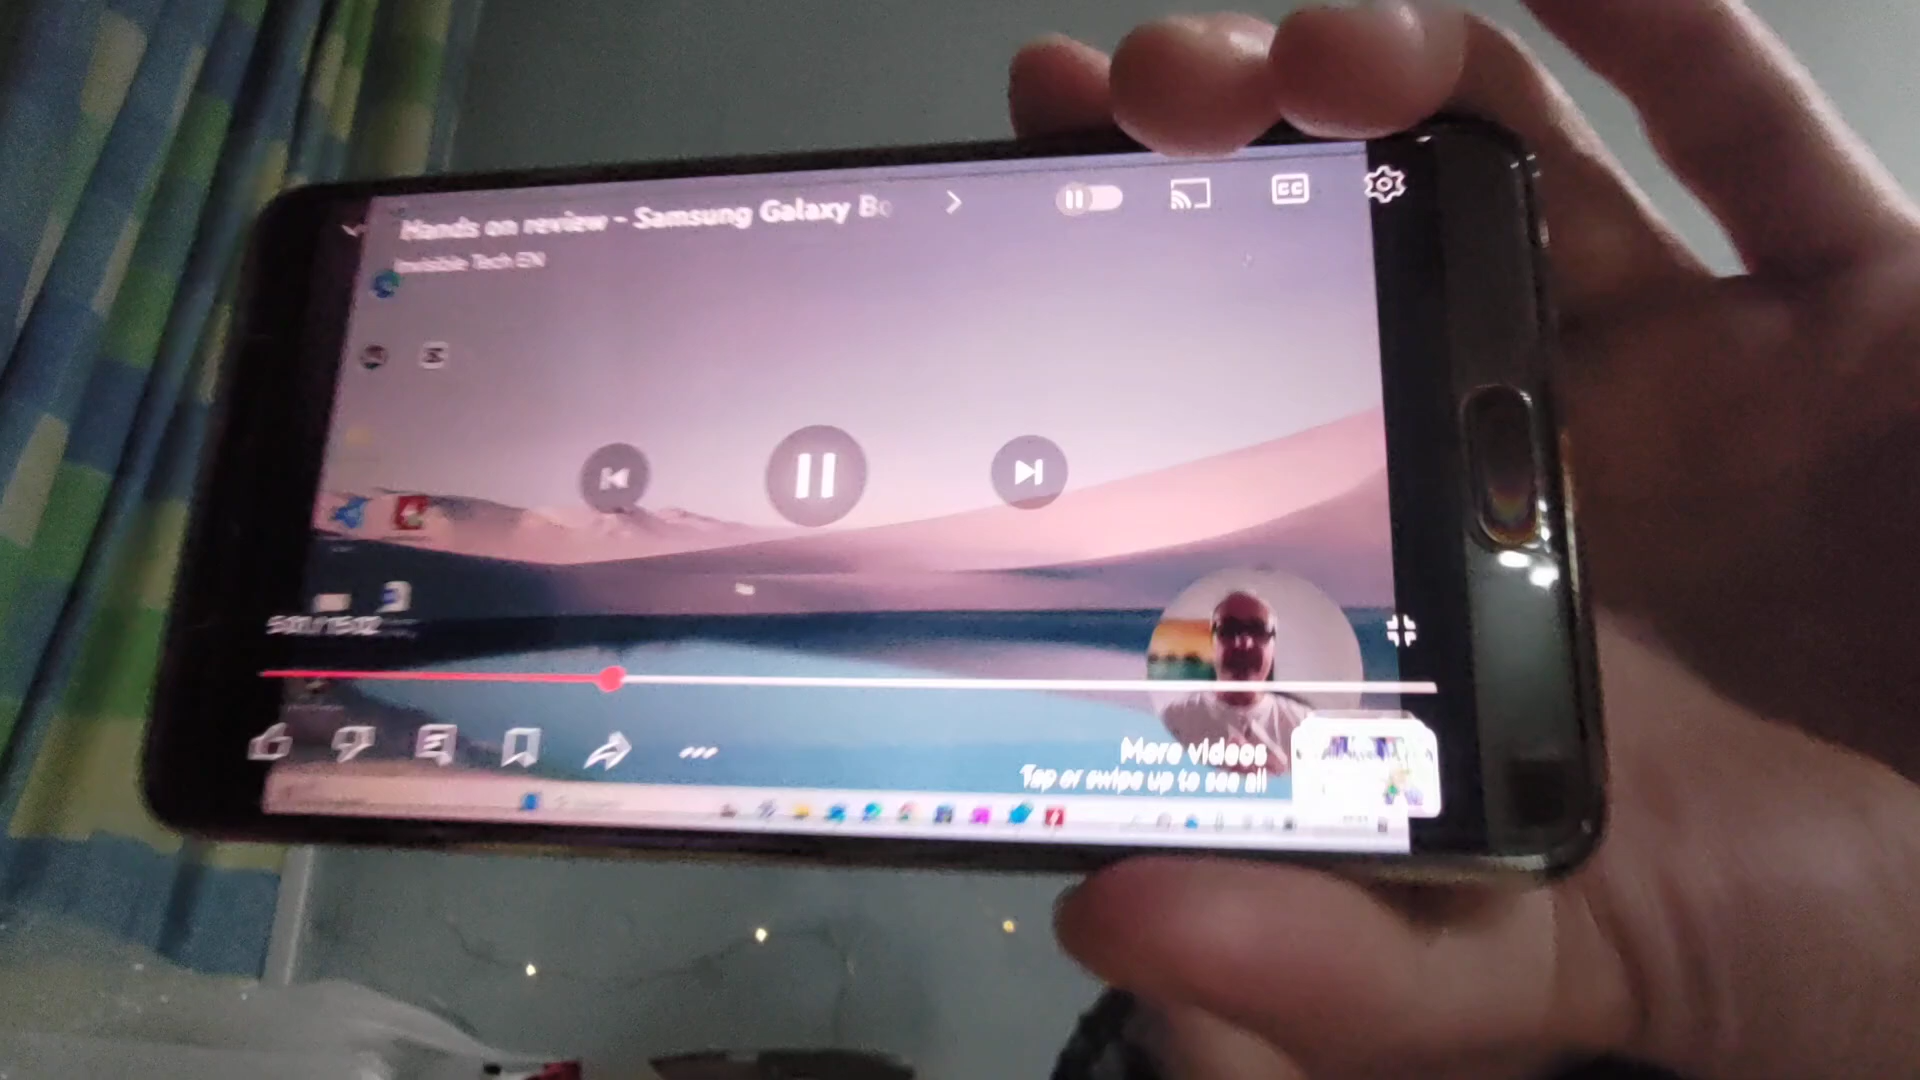 Hands on review - Samsung Galaxy Bo
Invisible Tech EN
CC
More videos
Tap or swipe up to see all